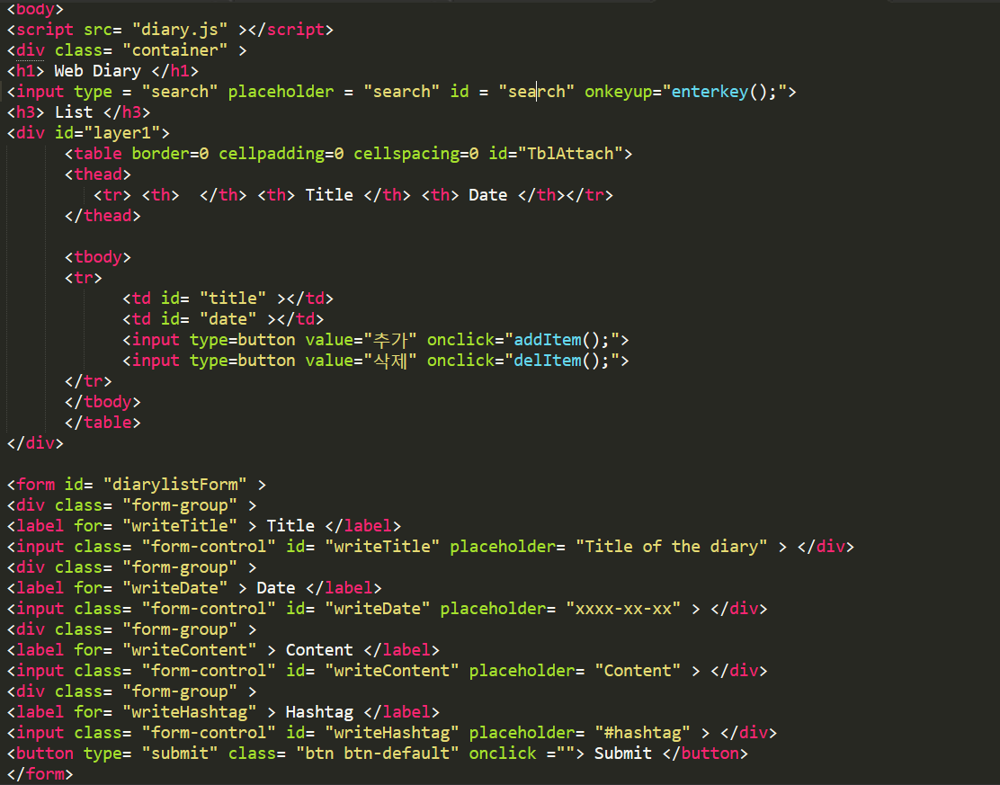 <body>
<script src= "diary.js" ></script>
<div class= "container" >
<h1> Web Diary </h1>
<input type = "search" placeholder = "search" id = "search" onkeyup="enterkey();">
<h3> List </h3>
<div id="layer1">
<table border=0 cellpadding=0 cellspacing=0 id="TblAttach">
<thead>
<tr> <th>  </th> <th> Title </th> <th> Date </th></tr>
</thead>
<tbody>
<tr>
<td id= "title" ></td>
<td id= "date" ></td>
<input type=button value="추가" onclick="addItem();">
<input type=button value="삭제" onclick="delItem();">
</tr>
</tbody>
</table>
</div>
<form id= "diarylistForm" >
<div class= "form-group" >
<label for= "writeTitle" > Title </label>
<input class= "form-control" id= "writeTitle" placeholder= "Title of the diary" > </div>
<div class= "form-group" >
<label for= "writeDate" > Date </label>
<input class= "form-control" id= "writeDate" placeholder= "xxxx-xx-xx" > </div>
<div class= "form-group" >
<label for= "writeContent" > Content </label>
<input class= "form-control" id= "writeContent" placeholder= "Content" > </div>
<div class= "form-group" >
<label for= "writeHashtag" > Hashtag </label>
<input class= "form-control" id= "writeHashtag" placeholder= "#hashtag" > </div>
<button type= "submit" class= "btn btn-default" onclick =""> Submit </button>
</form>